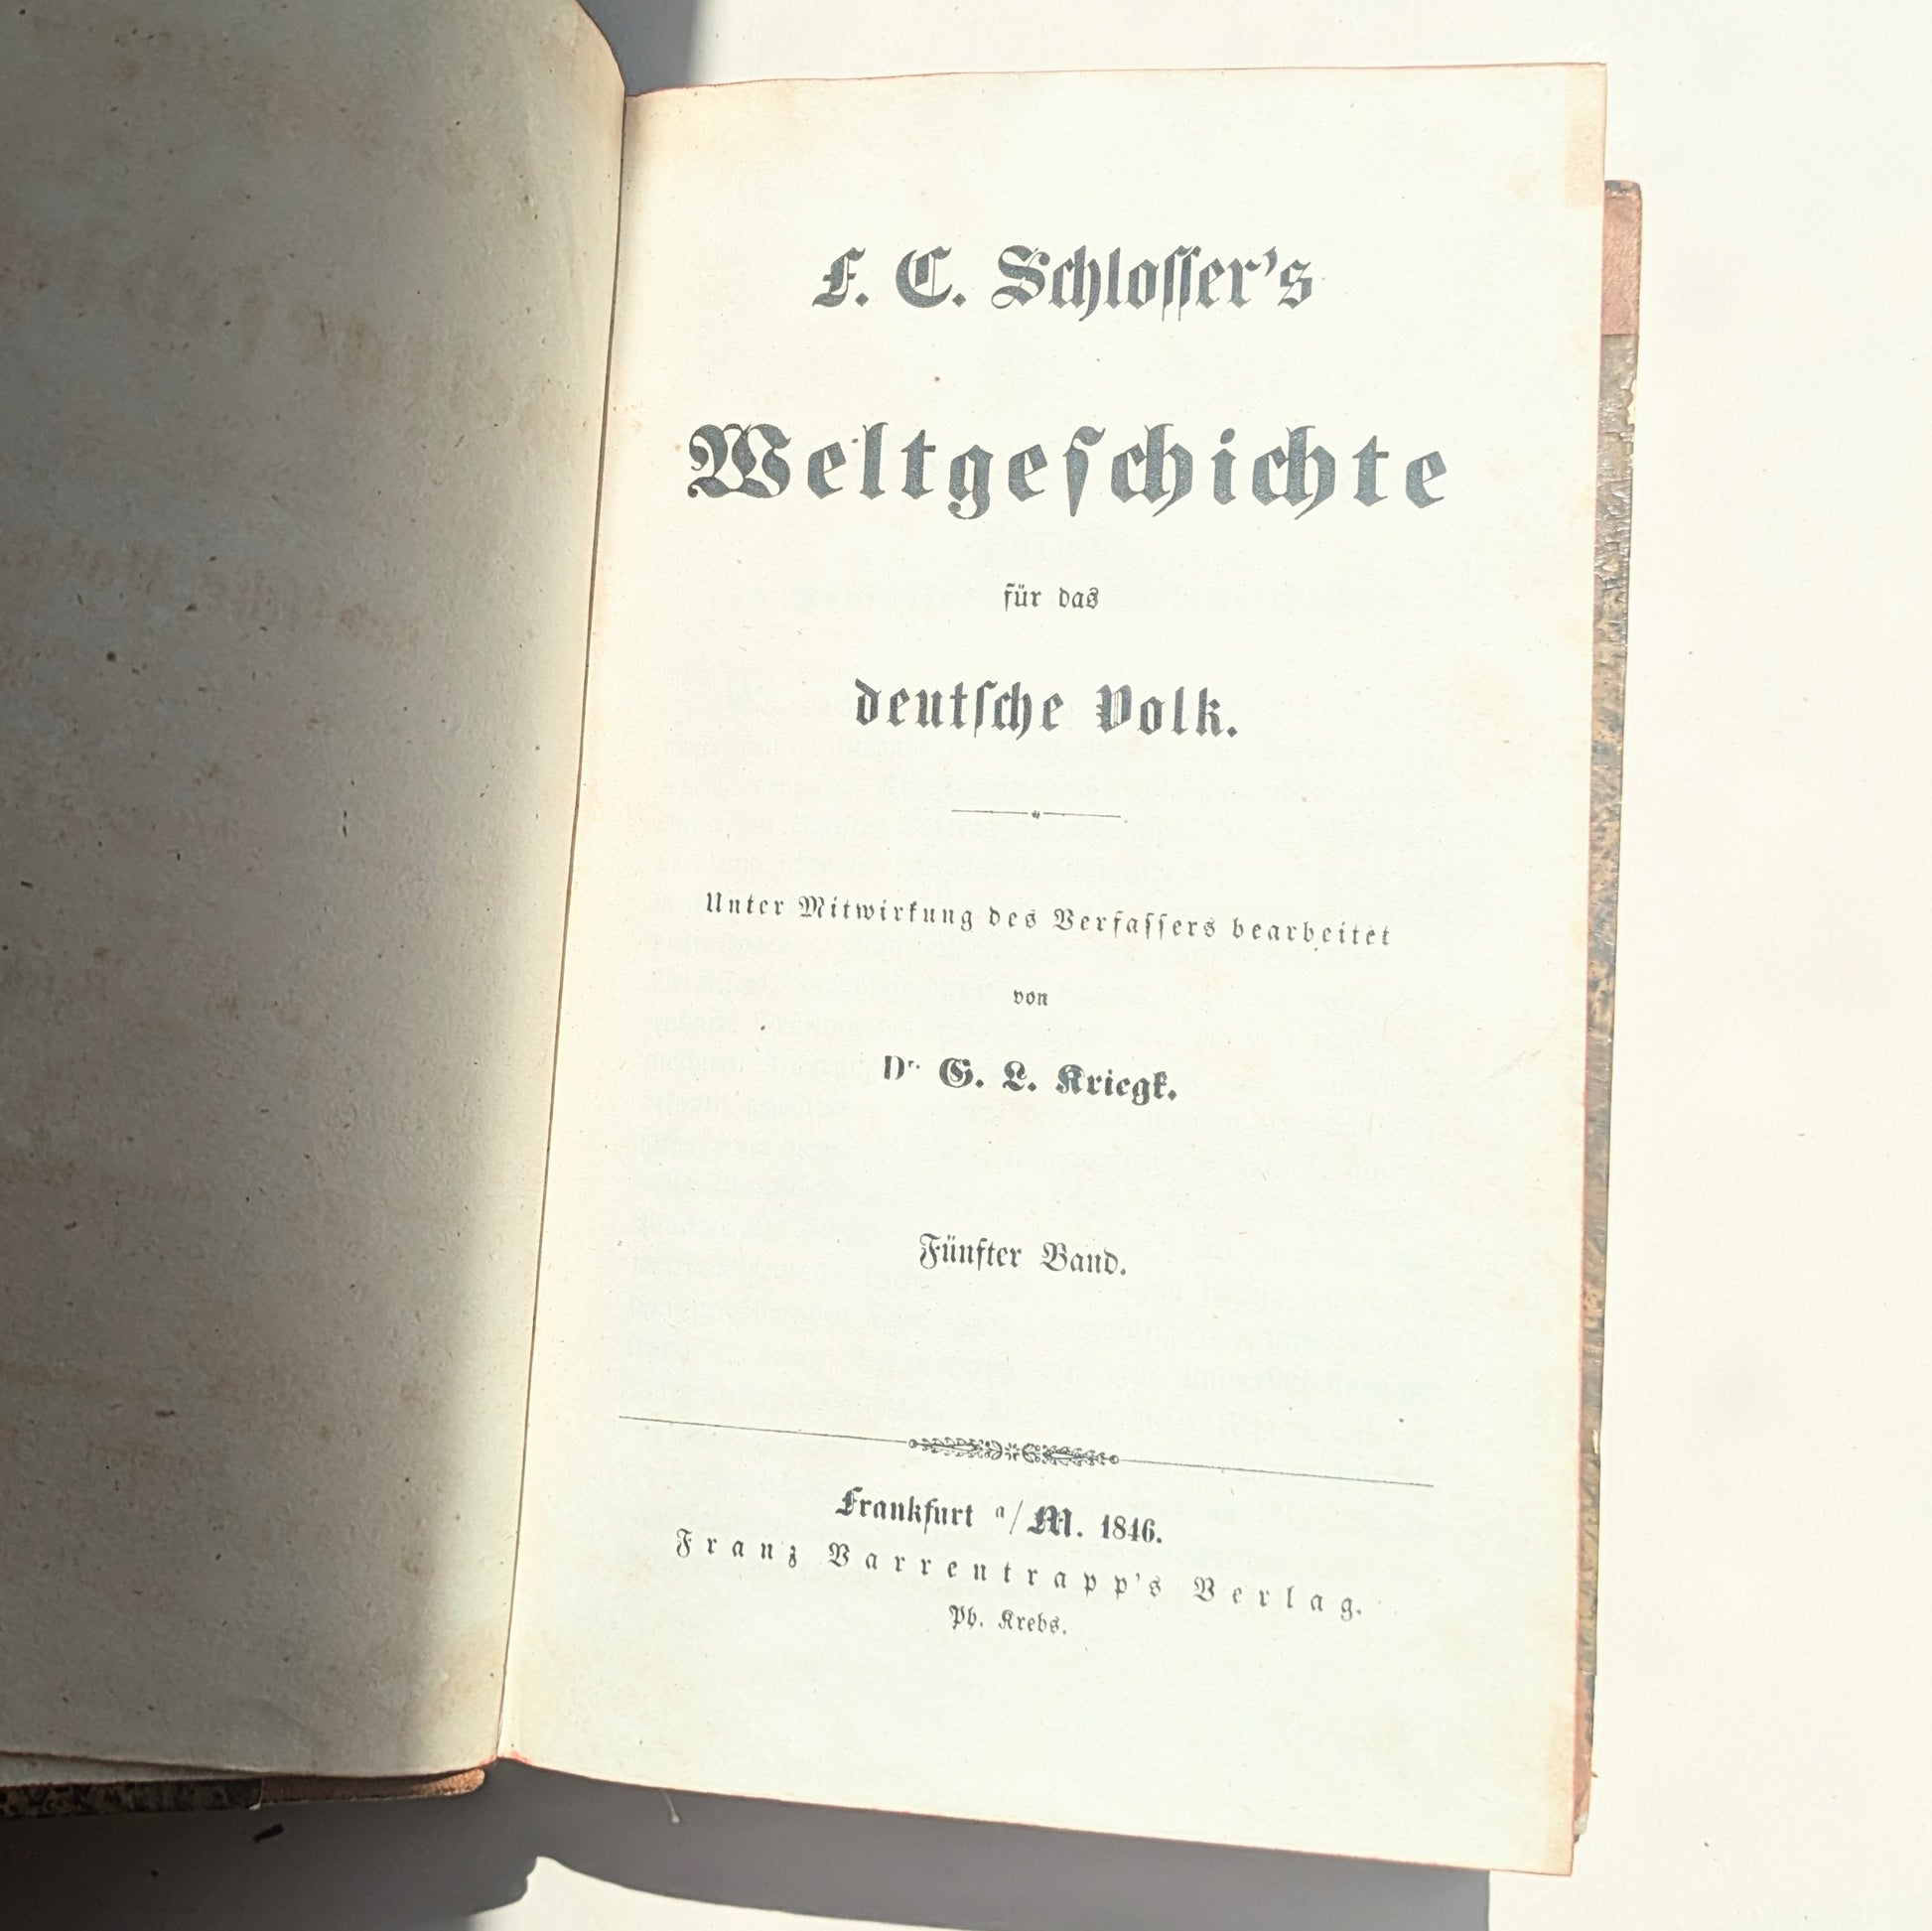 F. C. Schloſſer's
Weltgeſchichte
für das
deutſche Volk.
Unter Mitwirkung des Verfaſſers bearbeitet
von
Dr. G. L. Kriegk.
Fünfter Band.
Frankfurt a/M. 1846.
Franz Varrentrapp's Verlag.
Ph. Krebs.